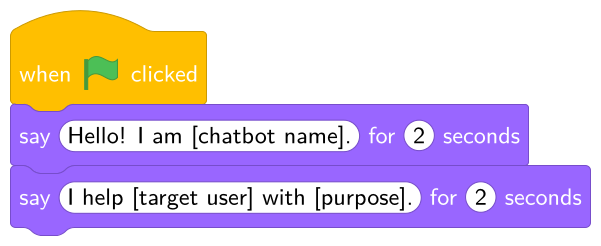 when clicked
say Hello! I am [chatbot name]. for 2 seconds
say I help [target user] with [purpose]. for 2 seconds